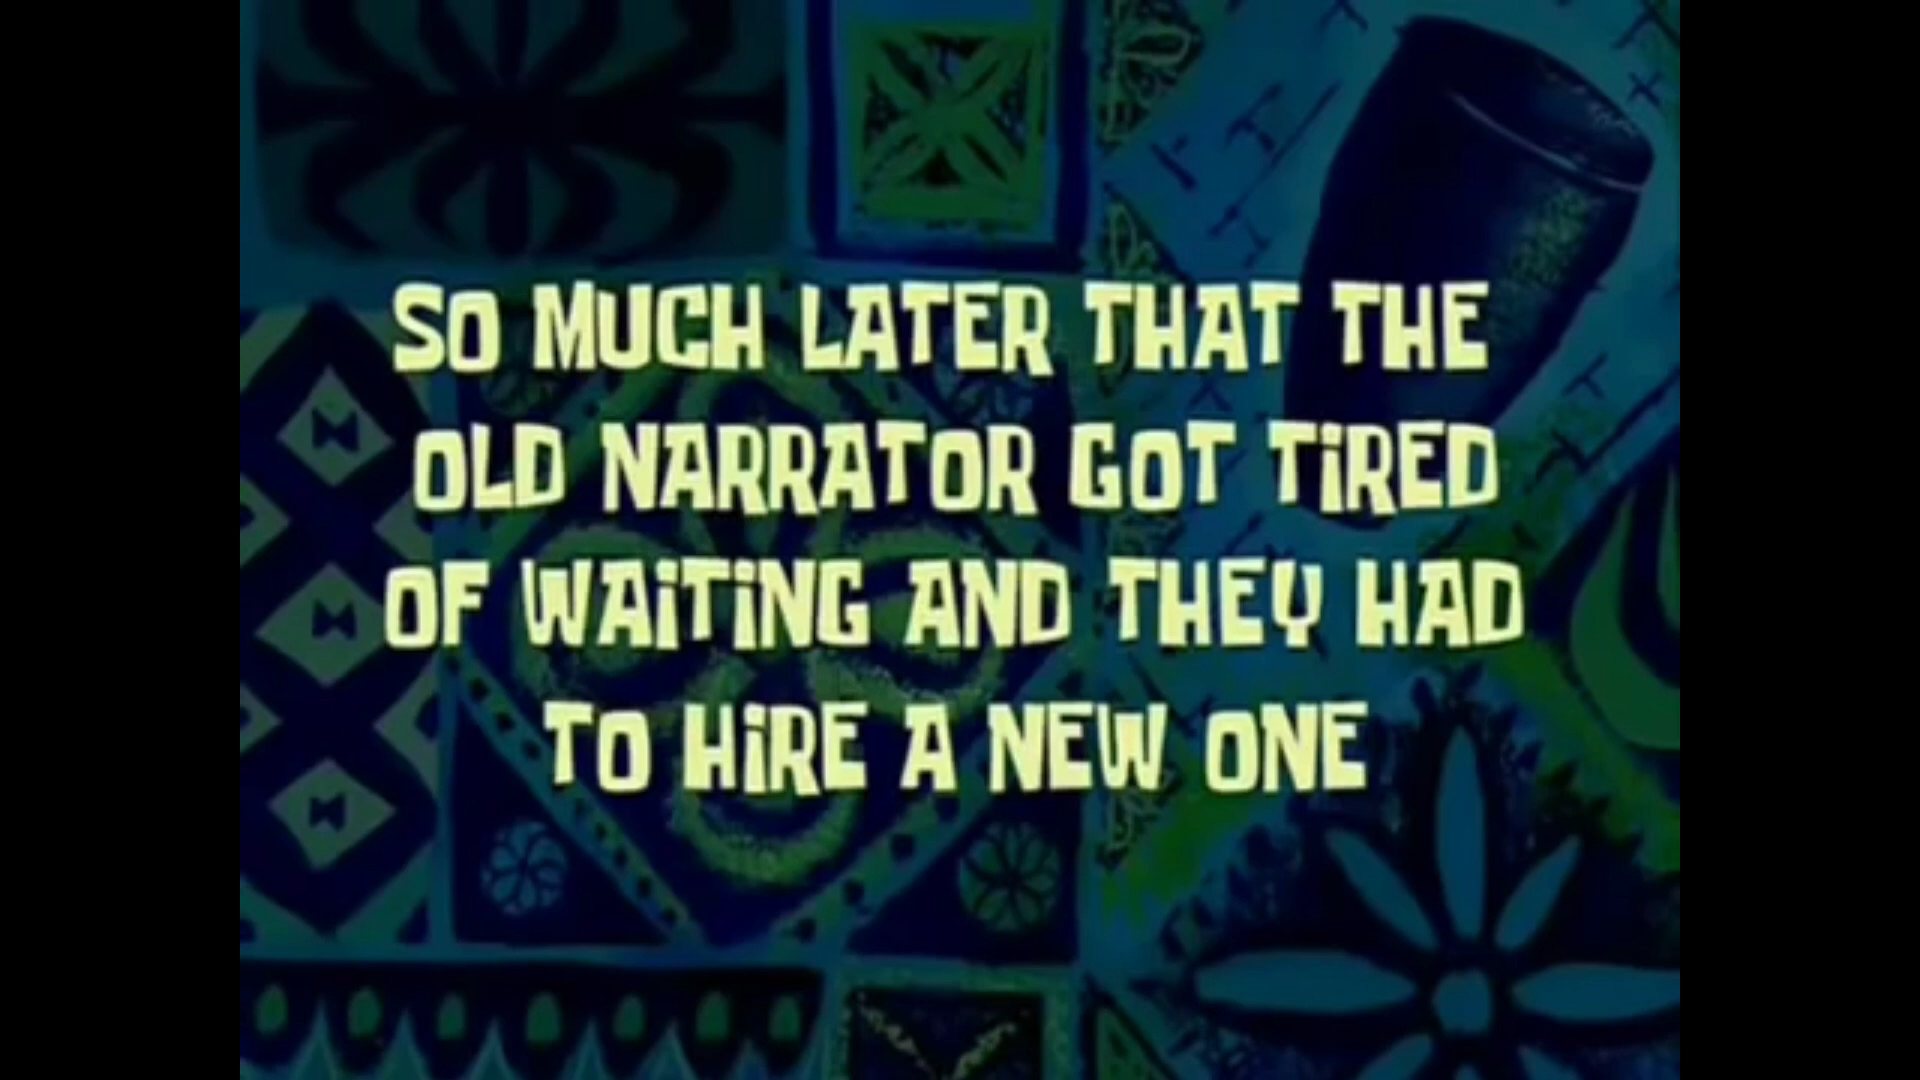 SO MUCH LATER THAT THE
OLD NARRATOR GOT TiRED
OF WAiTiNG AND THEY HAD
TO HiRE A NEW ONE